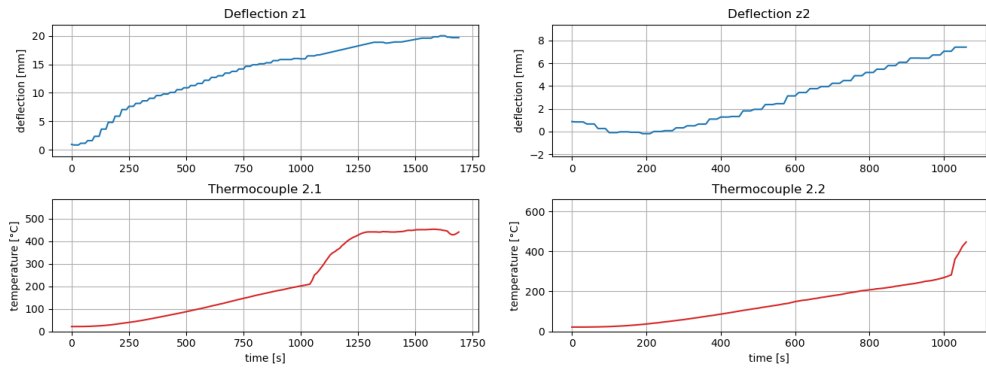 Deflection z1
deflection [mm]
20
15
10
5
0
0 250 500 750 1000 1250 1500 1750
Deflection z2
deflection [mm]
8
6
4
2
0
−2
0 200 400 600 800 1000
Thermocouple 2.1
temperature [°C]
500
400
300
200
100
0
0 250 500 750 1000 1250 1500 1750
time [s]
Thermocouple 2.2
temperature [°C]
600
400
200
0
0 200 400 600 800 1000
time [s]